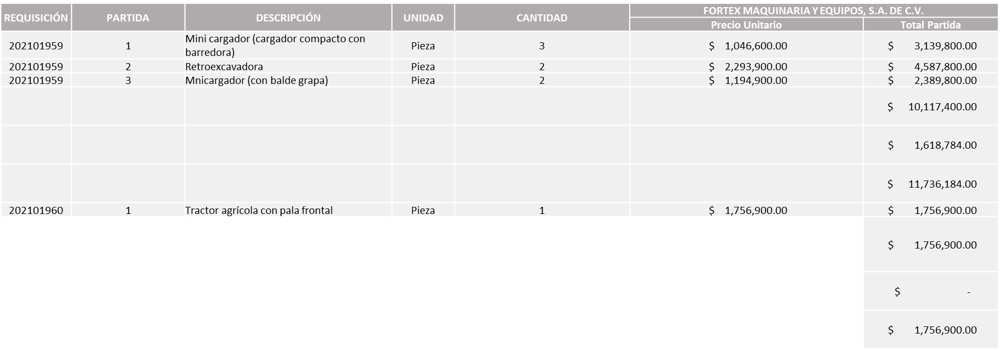 REQUISICIÓN PARTIDA DESCRIPCIÓN UNIDAD CANTIDAD FORTEX MAQUINARIA Y EQUIPOS, S.A. DE C.V.
Precio Unitario Total Partida
202101959 1 Mini cargador (cargador compacto con Pieza 3 $ 1,046,600.00 $ 3,139,800.00
barredora)
202101959 2 Retroexcavadora Pieza 2 $ 2,293,900.00 $ 4,587,800.00
202101959 3 Mnicargador (con balde grapa) Pieza 2 $ 1,194,900.00 $ 2,389,800.00
$ 10,117,400.00
$ 1,618,784.00
$ 11,736,184.00
202101960 1 Tractor agrícola con pala frontal Pieza 1 $ 1,756,900.00 $ 1,756,900.00
$ 1,756,900.00
$ -
$ 1,756,900.00